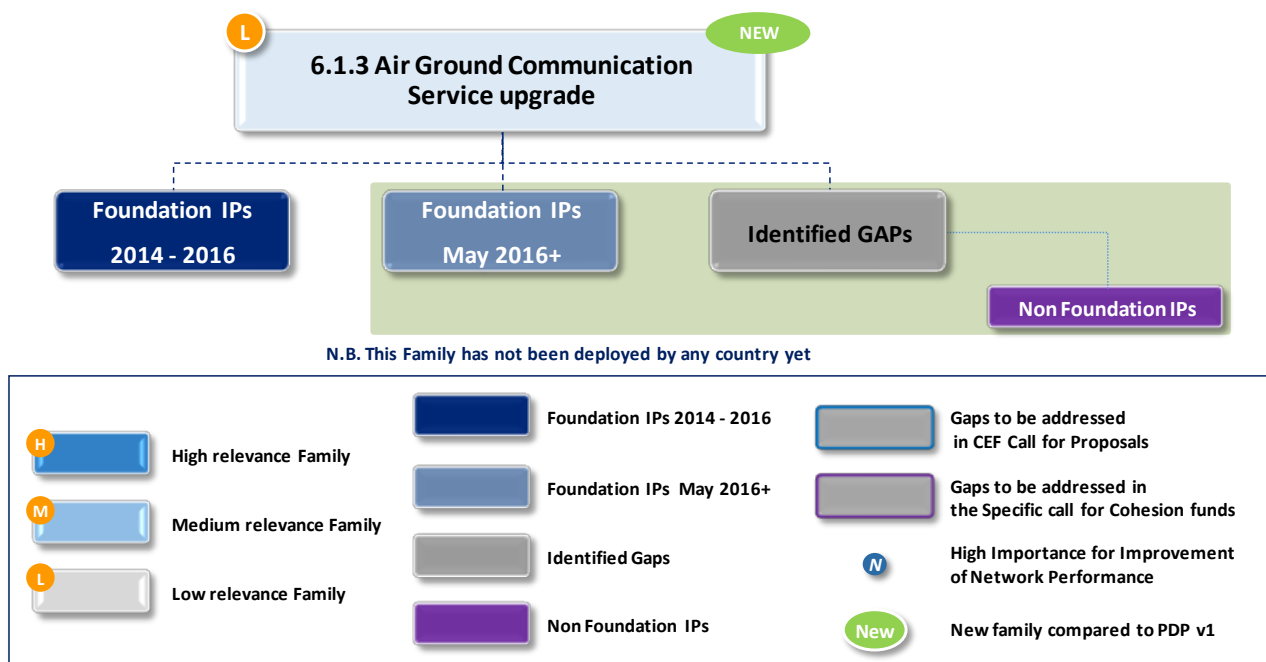 L
NEW
6.1.3 Air Ground Communication
Service upgrade
Foundation IPs
2014 - 2016
Foundation IPs
May 2016+
Identified GAPs
Non Foundation IPs
N.B. This Family has not been deployed by any country yet
H
High relevance Family
M
Medium relevance Family
L
Low relevance Family
Foundation IPs 2014 - 2016
Foundation IPs May 2016+
Identified Gaps
Non Foundation IPs
Gaps to be addressed
in CEF Call for Proposals
Gaps to be addressed in
the Specific call for Cohesion funds
N
High Importance for Improvement
of Network Performance
New
New family compared to PDP v1